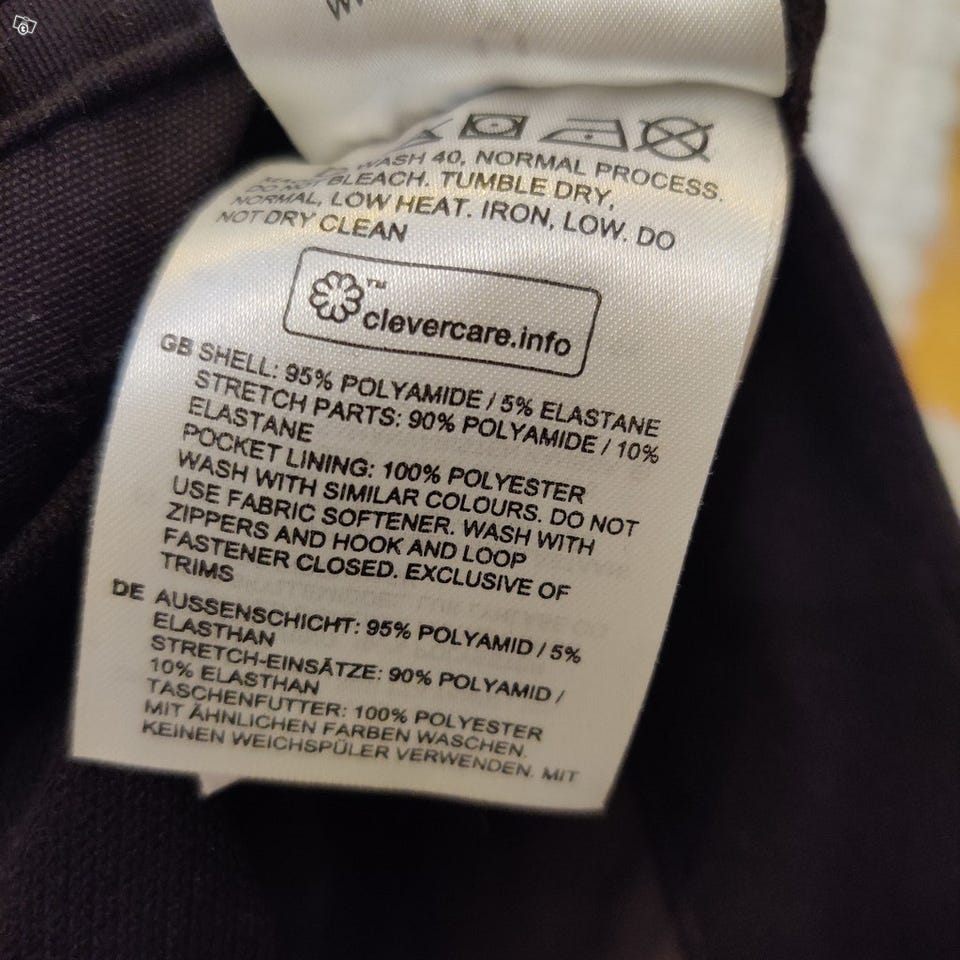 WASH 40, NORMAL PROCESS.
DO NOT BLEACH. TUMBLE DRY,
NORMAL, LOW HEAT. IRON, LOW. DO
NOT DRY CLEAN
™
clevercare.info
GB SHELL: 95% POLYAMIDE / 5% ELASTANE
STRETCH PARTS: 90% POLYAMIDE / 10%
ELASTANE
POCKET LINING: 100% POLYESTER
WASH WITH SIMILAR COLOURS. DO NOT
USE FABRIC SOFTENER. WASH WITH
ZIPPERS AND HOOK AND LOOP
FASTENER CLOSED. EXCLUSIVE OF
TRIMS
DE AUSSENSCHICHT: 95% POLYAMID / 5%
ELASTHAN
STRETCH-EINSÄTZE: 90% POLYAMID /
10% ELASTHAN
TASCHENFUTTER: 100% POLYESTER
MIT ÄHNLICHEN FARBEN WASCHEN.
KEINEN WEICHSPÜLER VERWENDEN. MIT